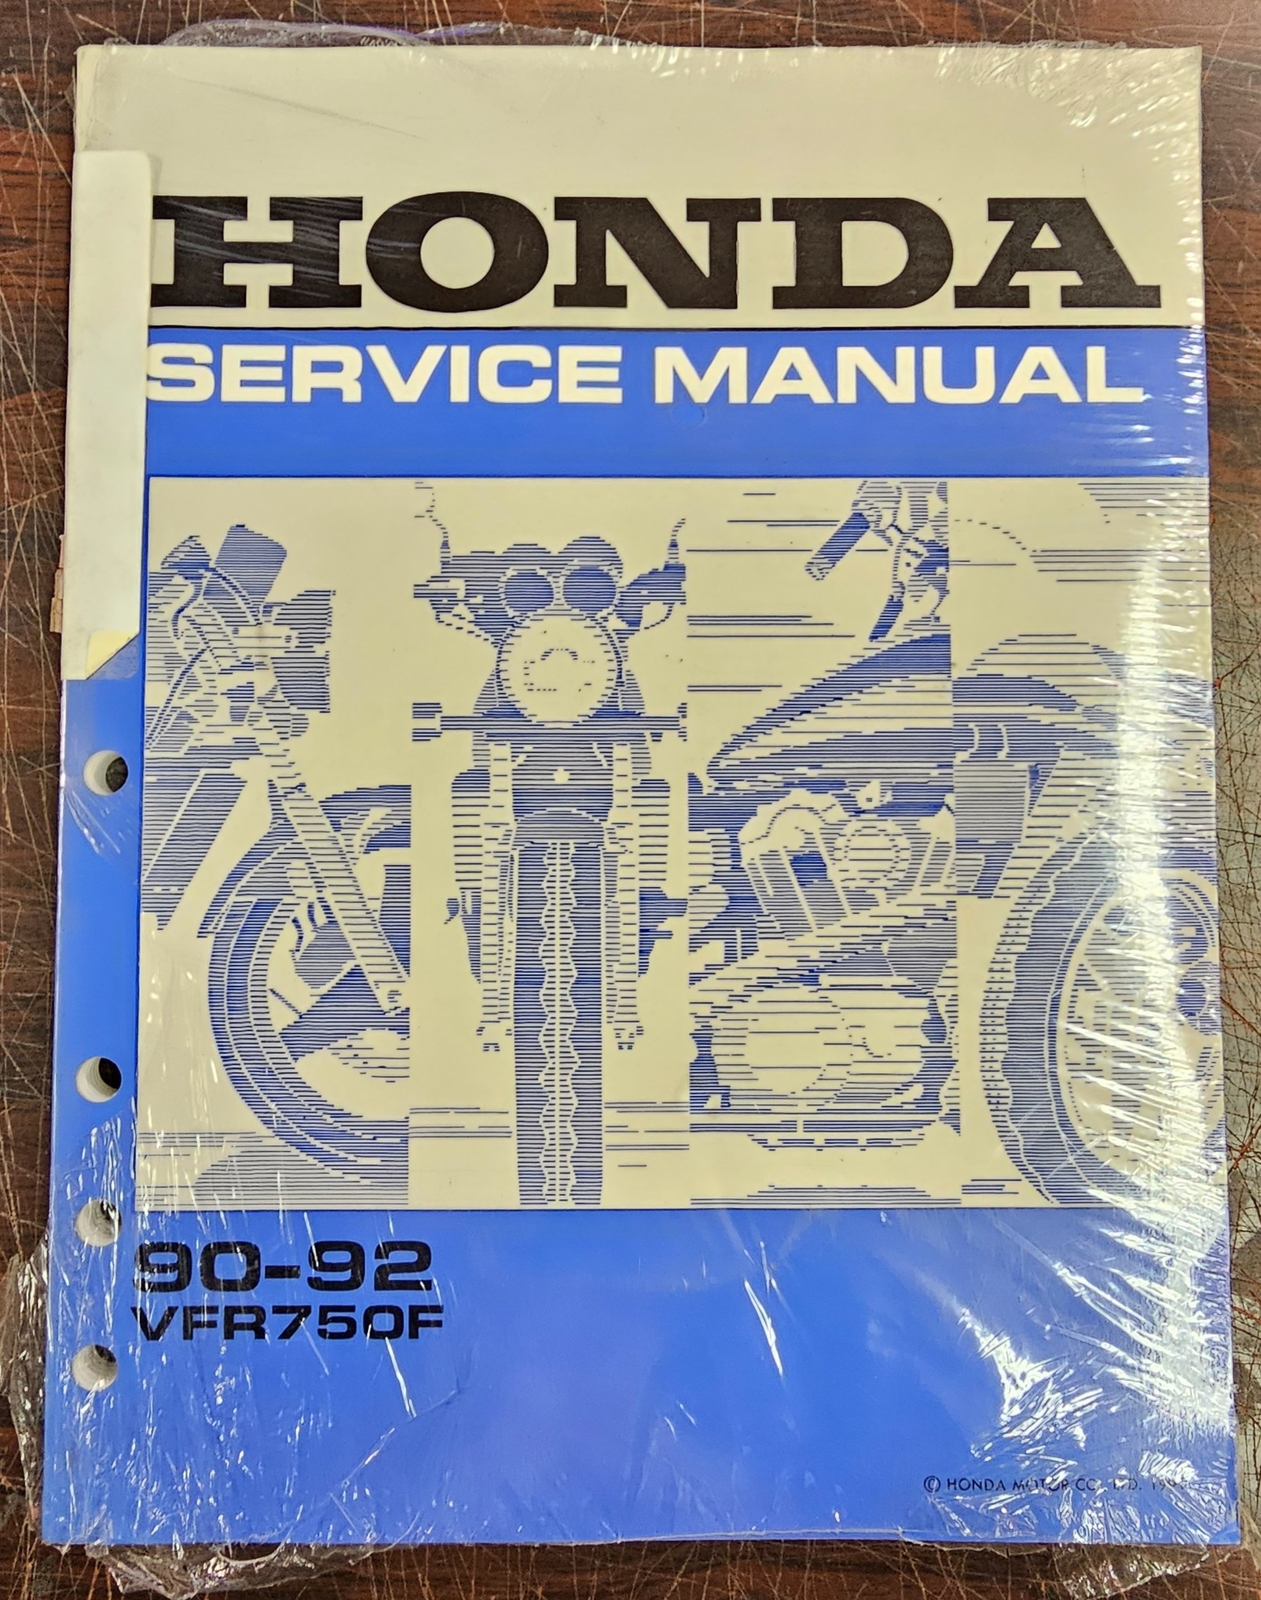 HONDA
SERVICE MANUAL
90-92
VFR750F
© HONDA MOTOR CO., LTD.